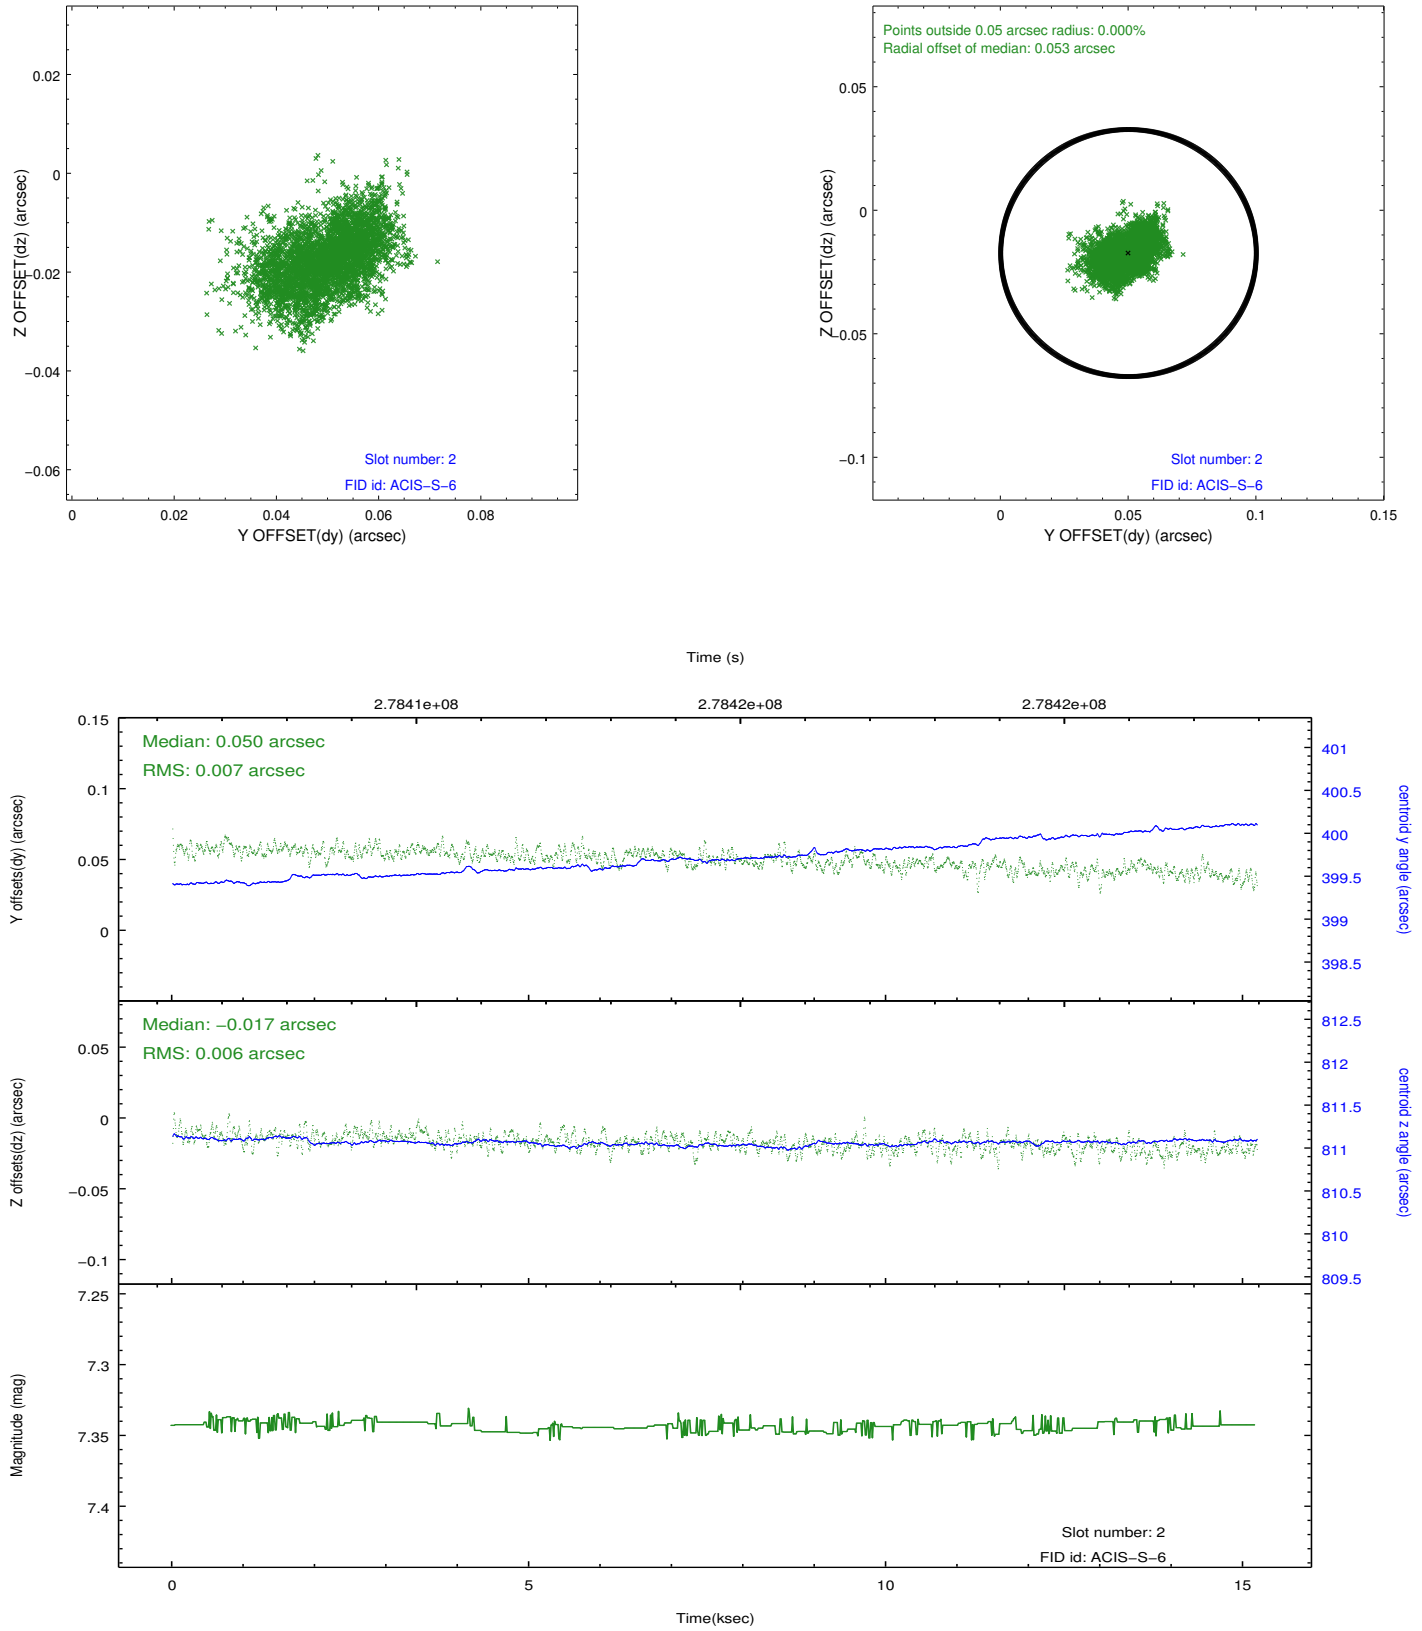 0.02
0
−0.02
−0.04
−0.06
Z OFFSET(dz) (arcsec)
Slot number: 2
FID id: ACIS−S−6
0
0.02
0.04
0.06
0.08
Y OFFSET(dy) (arcsec)
Points outside 0.05 arcsec radius: 0.000%
Radial offset of median: 0.053 arcsec
0.05
0
−0.05
−0.1
Z OFFSET(dz) (arcsec)
Slot number: 2
FID id: ACIS−S−6
0
0.05
0.1
0.15
Y OFFSET(dy) (arcsec)
Time (s)
2.7841e+08
2.7842e+08
2.7842e+08
0.15
0.1
0.05
0
Y offsets(dy) (arcsec)
Median: 0.050 arcsec
RMS: 0.007 arcsec
401
400.5
400
399.5
399
398.5
centroid y angle (arcsec)
0.05
0
−0.05
−0.1
Z offsets(dz) (arcsec)
Median: −0.017 arcsec
RMS: 0.006 arcsec
812.5
812
811.5
811
810.5
810
809.5
centroid z angle (arcsec)
7.25
7.3
7.35
7.4
Magnitude (mag)
Slot number: 2
FID id: ACIS−S−6
0
5
10
15
Time(ksec)